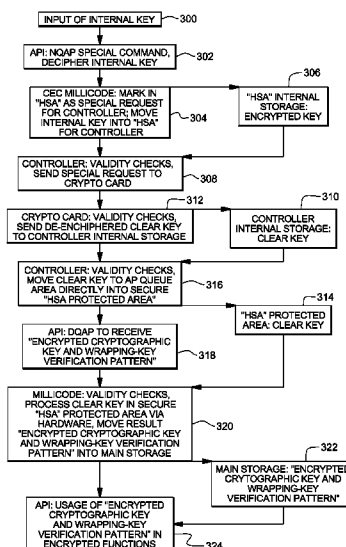 INPUT OF INTERNAL KEY
300
API: NQAP SPECIAL COMMAND,
DECIPHER INTERNAL KEY
302
CEC MILLICODE: MARK IN
"HSA" AS SPECIAL REQUEST
FOR CONTROLLER; MOVE
INTERNAL KEY INTO "HSA"
FOR CONTROLLER
304
306
"HSA" INTERNAL
STORAGE:
ENCRYPTED KEY
CONTROLLER: VALIDITY CHECKS,
SEND SPECIAL REQUEST TO
CRYPTO CARD
308
312
CRYPTO CARD: VALIDITY CHECKS,
SEND DE-ENCHIPHERED CLEAR KEY
TO CONTROLLER INTERNAL STORAGE
310
CONTROLLER
INTERNAL STORAGE:
CLEAR KEY
CONTROLLER: VALIDITY CHECKS,
MOVE CLEAR KEY TO AP QUEUE
AREA DIRECTLY INTO SECURE
"HSA PROTECTED AREA"
316
314
"HSA" PROTECTED
AREA: CLEAR KEY
API: DQAP TO RECEIVE
"ENCRYPTED CRYPTOGRAPHIC
KEY AND WRAPPING-KEY
VERIFICATION PATTERN"
318
MILLICODE: VALIDITY CHECKS,
PROCESS CLEAR KEY IN SECURE
"HSA" PROTECTED AREA VIA
HARDWARE, MOVE RESULT
"ENCRYPTED CRYPTOGRAPHIC KEY
AND WRAPPING-KEY VERIFICATION
PATTERN" INTO MAIN STORAGE
320
322
MAIN STORAGE: "ENCRYPTED
CRYPTOGRAPHIC KEY AND
WRAPPING-KEY
VERIFICATION PATTERN"
API: USAGE OF "ENCRYPTED
CRYPTOGRAPHIC KEY
AND WRAPPING-KEY
VERIFICATION PATTERN" IN
ENCRYPTED FUNCTIONS
324